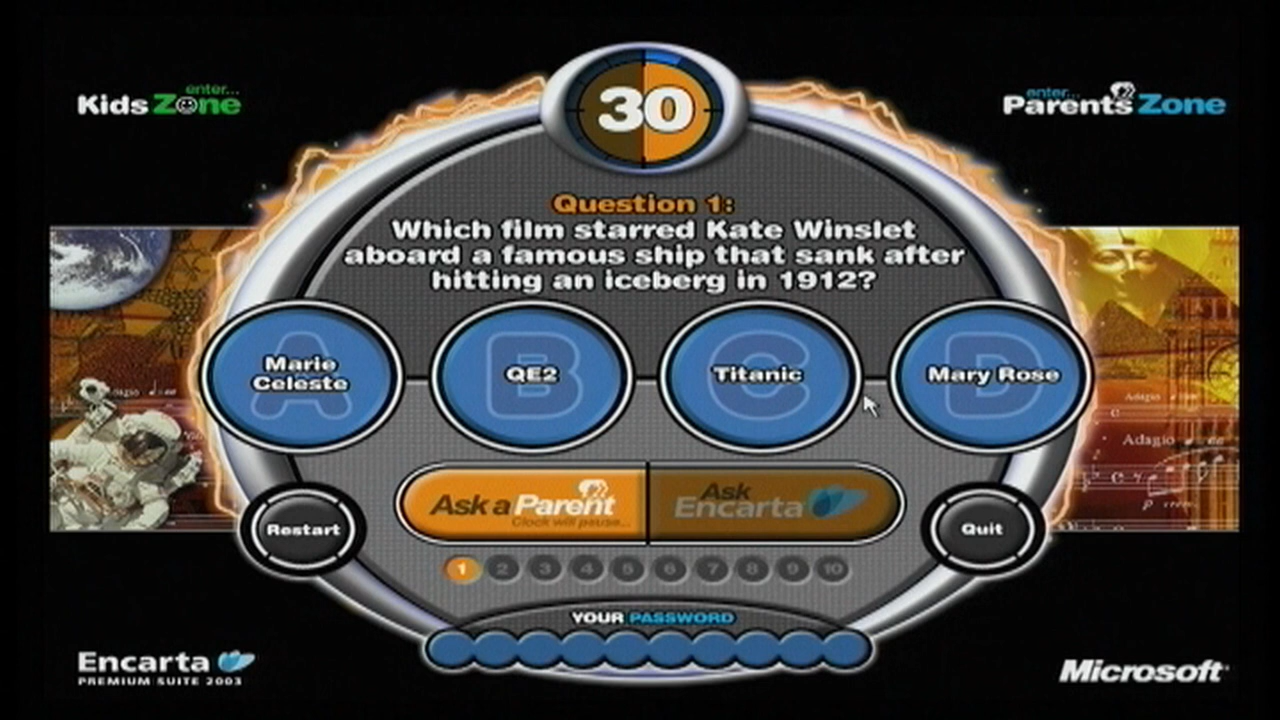 enter...
Kids Zone
30
enter...
Parents Zone
Question 1:
Which film starred Kate Winslet
aboard a famous ship that sank after
hitting an iceberg in 1912?
A
Marie
Celeste
B
QE2
C
Titanic
D
Mary Rose
Adagio
Adagio
Adagio
p
Restart
Ask a Parent
Clock will pause...
Ask
Encarta
Quit
1 2 3 4 5 6 7 8 9 10
YOUR PASSWORD
Encarta
PREMIUM SUITE 2003
Microsoft